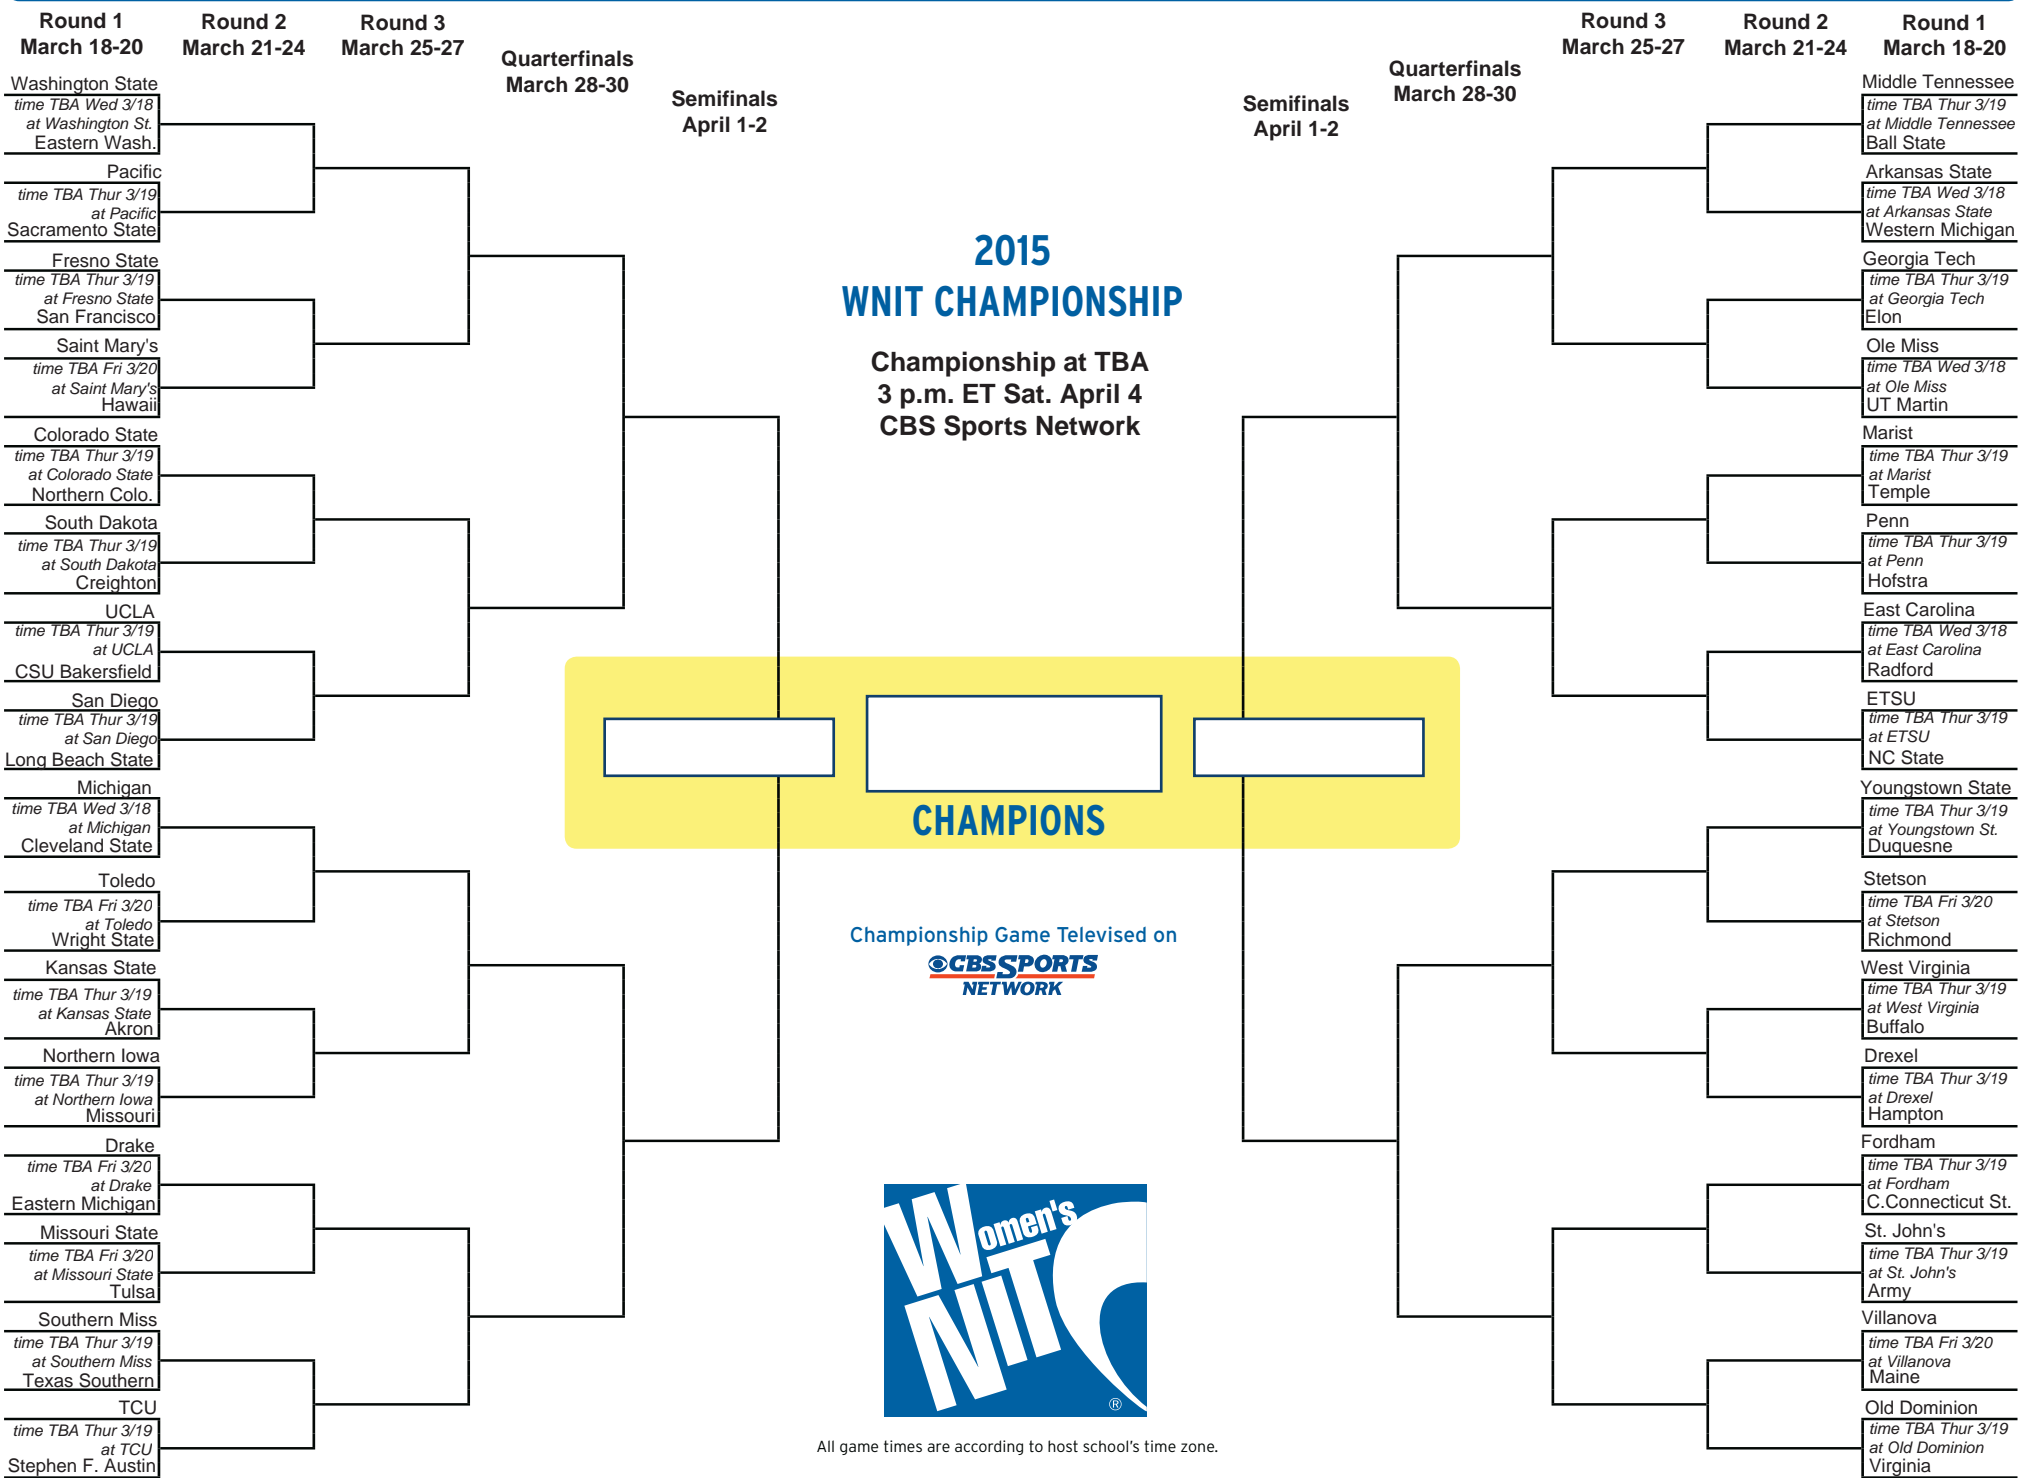 Round 1
March 18-20
Round 2
March 21-24
Round 3
March 25-27
Quarterfinals
March 28-30
Semifinals
April 1-2
Washington State
time TBA Wed 3/18
at Washington St.
Eastern Wash.
Pacific
time TBA Thur 3/19
at Pacific
Sacramento State
Fresno State
time TBA Thur 3/19
at Fresno State
San Francisco
Saint Mary's
time TBA Fri 3/20
at Saint Mary's
Hawaii
Colorado State
time TBA Thur 3/19
at Colorado State
Northern Colo.
South Dakota
time TBA Thur 3/19
at South Dakota
Creighton
UCLA
time TBA Thur 3/19
at UCLA
CSU Bakersfield
San Diego
time TBA Thur 3/19
at San Diego
Long Beach State
Michigan
time TBA Wed 3/18
at Michigan
Cleveland State
Toledo
time TBA Fri 3/20
at Toledo
Wright State
Kansas State
time TBA Thur 3/19
at Kansas State
Akron
Northern Iowa
time TBA Thur 3/19
at Northern Iowa
Missouri
Drake
time TBA Fri 3/20
at Drake
Eastern Michigan
Missouri State
time TBA Fri 3/20
at Missouri State
Tulsa
Southern Miss
time TBA Thur 3/19
at Southern Miss
Texas Southern
TCU
time TBA Thur 3/19
at TCU
Stephen F. Austin
2015
WNIT CHAMPIONSHIP
Championship at TBA
3 p.m. ET Sat. April 4
CBS Sports Network
CHAMPIONS
Championship Game Televised on
CBS SPORTS
NETWORK
Women's
NIT
®
All game times are according to host school's time zone.
Semifinals
April 1-2
Quarterfinals
March 28-30
Round 3
March 25-27
Round 2
March 21-24
Round 1
March 18-20
Middle Tennessee
time TBA Thur 3/19
at Middle Tennessee
Ball State
Arkansas State
time TBA Wed 3/18
at Arkansas State
Western Michigan
Georgia Tech
time TBA Thur 3/19
at Georgia Tech
Elon
Ole Miss
time TBA Wed 3/18
at Ole Miss
UT Martin
Marist
time TBA Thur 3/19
at Marist
Temple
Penn
time TBA Thur 3/19
at Penn
Hofstra
East Carolina
time TBA Wed 3/18
at East Carolina
Radford
ETSU
time TBA Thur 3/19
at ETSU
NC State
Youngstown State
time TBA Thur 3/19
at Youngstown St.
Duquesne
Stetson
time TBA Fri 3/20
at Stetson
Richmond
West Virginia
time TBA Thur 3/19
at West Virginia
Buffalo
Drexel
time TBA Thur 3/19
at Drexel
Hampton
Fordham
time TBA Thur 3/19
at Fordham
C.Connecticut St.
St. John's
time TBA Thur 3/19
at St. John's
Army
Villanova
time TBA Fri 3/20
at Villanova
Maine
Old Dominion
time TBA Thur 3/19
at Old Dominion
Virginia